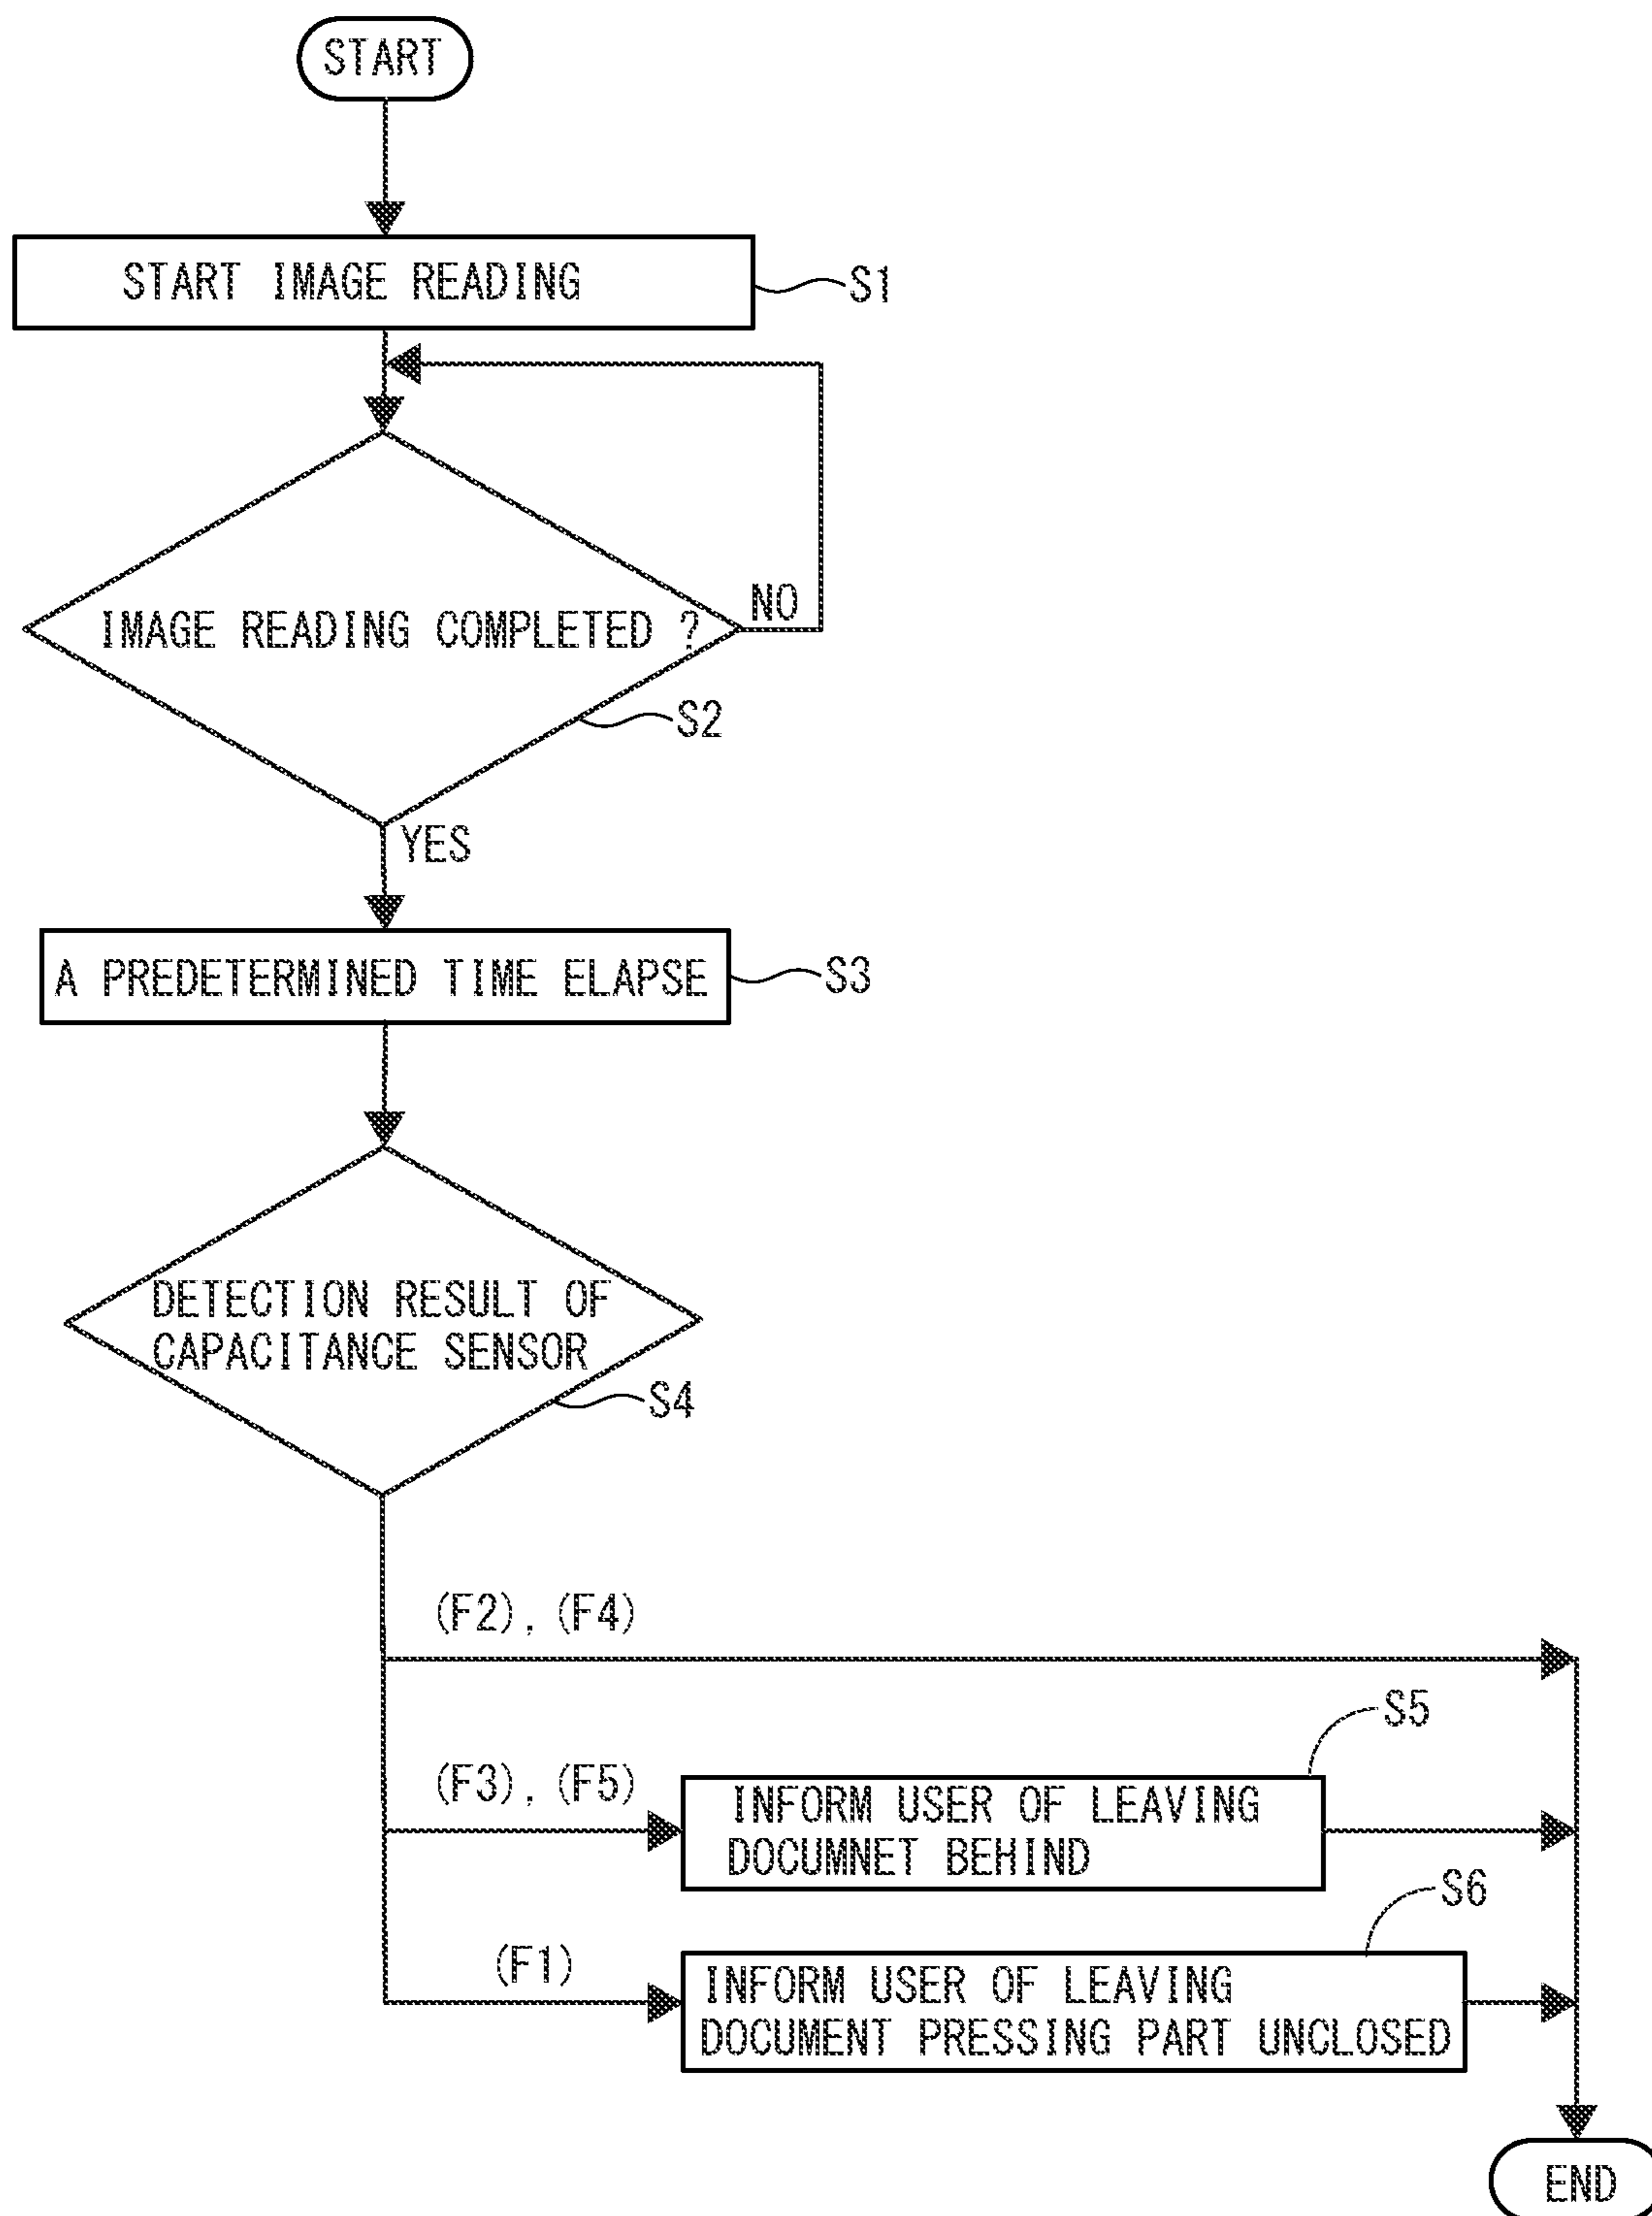 START
START IMAGE READING
S1
NO
IMAGE READING COMPLETED ?
S2
YES
A PREDETERMINED TIME ELAPSE
S3
DETECTION RESULT OF
CAPACITANCE SENSOR
S4
(F2), (F4)
S5
(F3), (F5)
INFORM USER OF LEAVING
DOCUMNET BEHIND
S6
(F1)
INFORM USER OF LEAVING
DOCUMENT PRESSING PART UNCLOSED
END